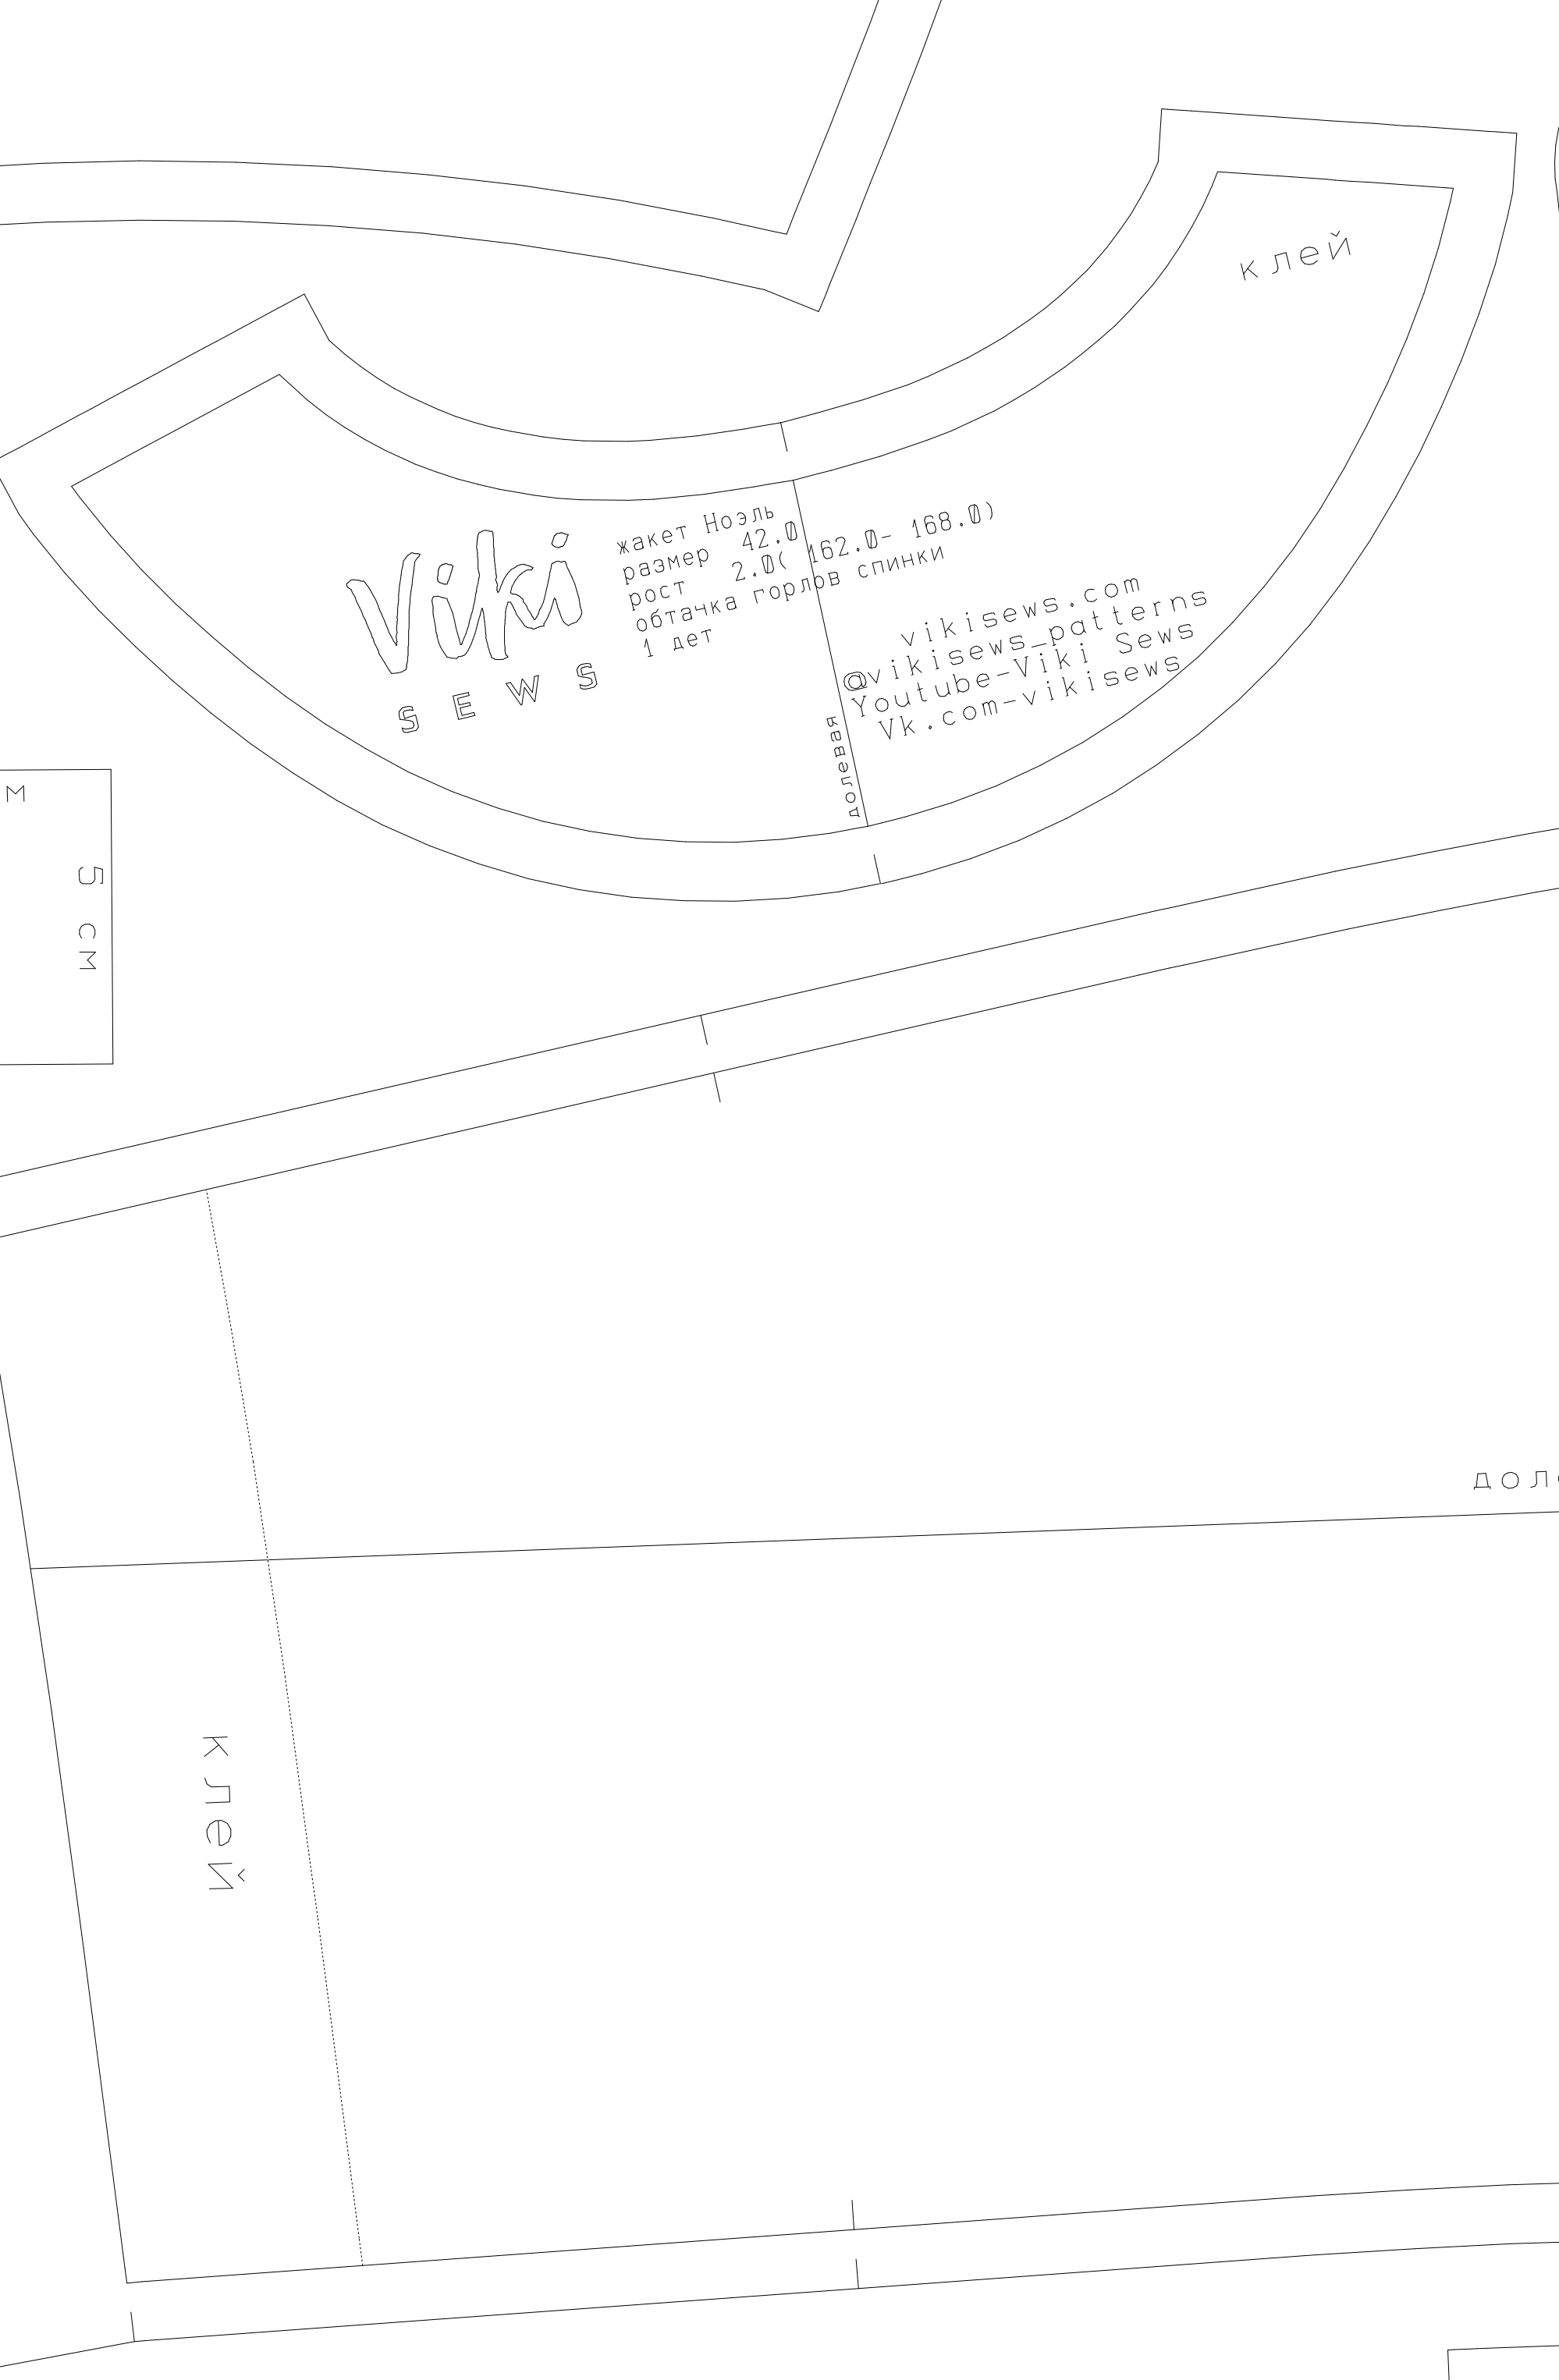 клей
Viki
SEWS
жакет Ноэль
размер 42.0
рост 2.0( 162.0- 168.0)
обтачка горлов спинки
1 дет
vikisews.com
@vikisews_patterns
Youtube-Viki Sews
Vk.com-vikisews
долевая
м
5 см
дол
клей